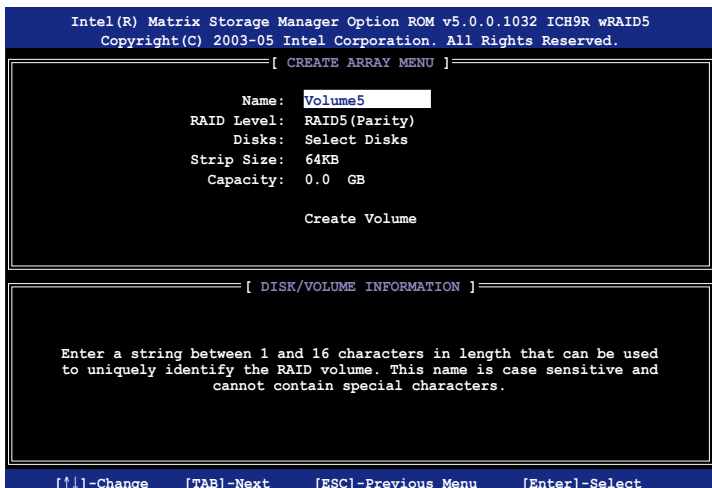 Intel(R) Matrix Storage Manager Option ROM v5.0.0.1032 ICH9R wRAID5
Copyright(C) 2003-05 Intel Corporation. All Rights Reserved.
[ CREATE ARRAY MENU ]
Name: Volume5
RAID Level: RAID5(Parity)
Disks: Select Disks
Strip Size: 64KB
Capacity: 0.0 GB
Create Volume
[ DISK/VOLUME INFORMATION ]
Enter a string between 1 and 16 characters in length that can be used
to uniquely identify the RAID volume. This name is case sensitive and
cannot contain special characters.
[↑↓]-Change [TAB]-Next [ESC]-Previous Menu [Enter]-Select